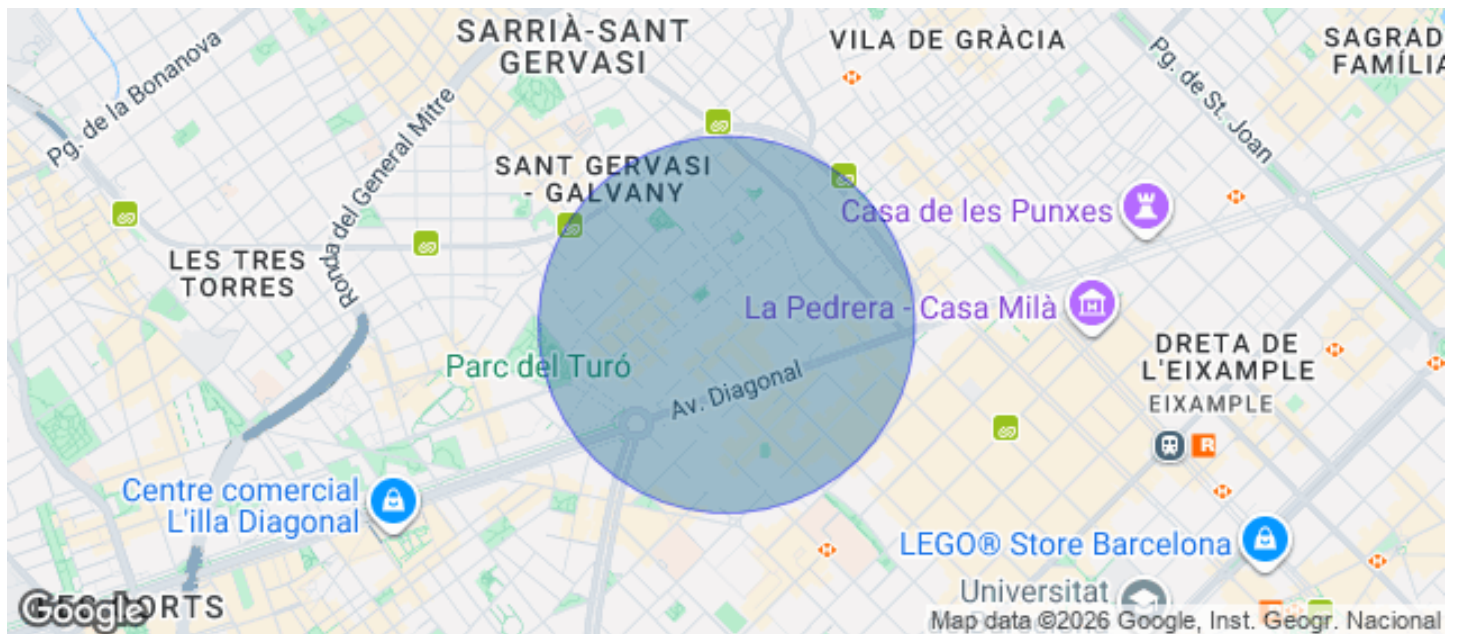 SARRIÀ-SANT
GERVASI
VILA DE GRÀCIA
SAGRAD
FAMÍLIA
Pg. de la Bonanova
Pg. de St. Joan
Ronda del General Mitre
SANT GERVASI
- GALVANY
Casa de les Punxes
LES TRES
TORRES
La Pedrera - Casa Milà
DRETA DE
L'EIXAMPLE
EIXAMPLE
Parc del Turó
Av. Diagonal
R
Centre comercial
L'illa Diagonal
LEGO® Store Barcelona
Universitat
Google
Map data ©2026 Google, Inst. Geogr. Nacional